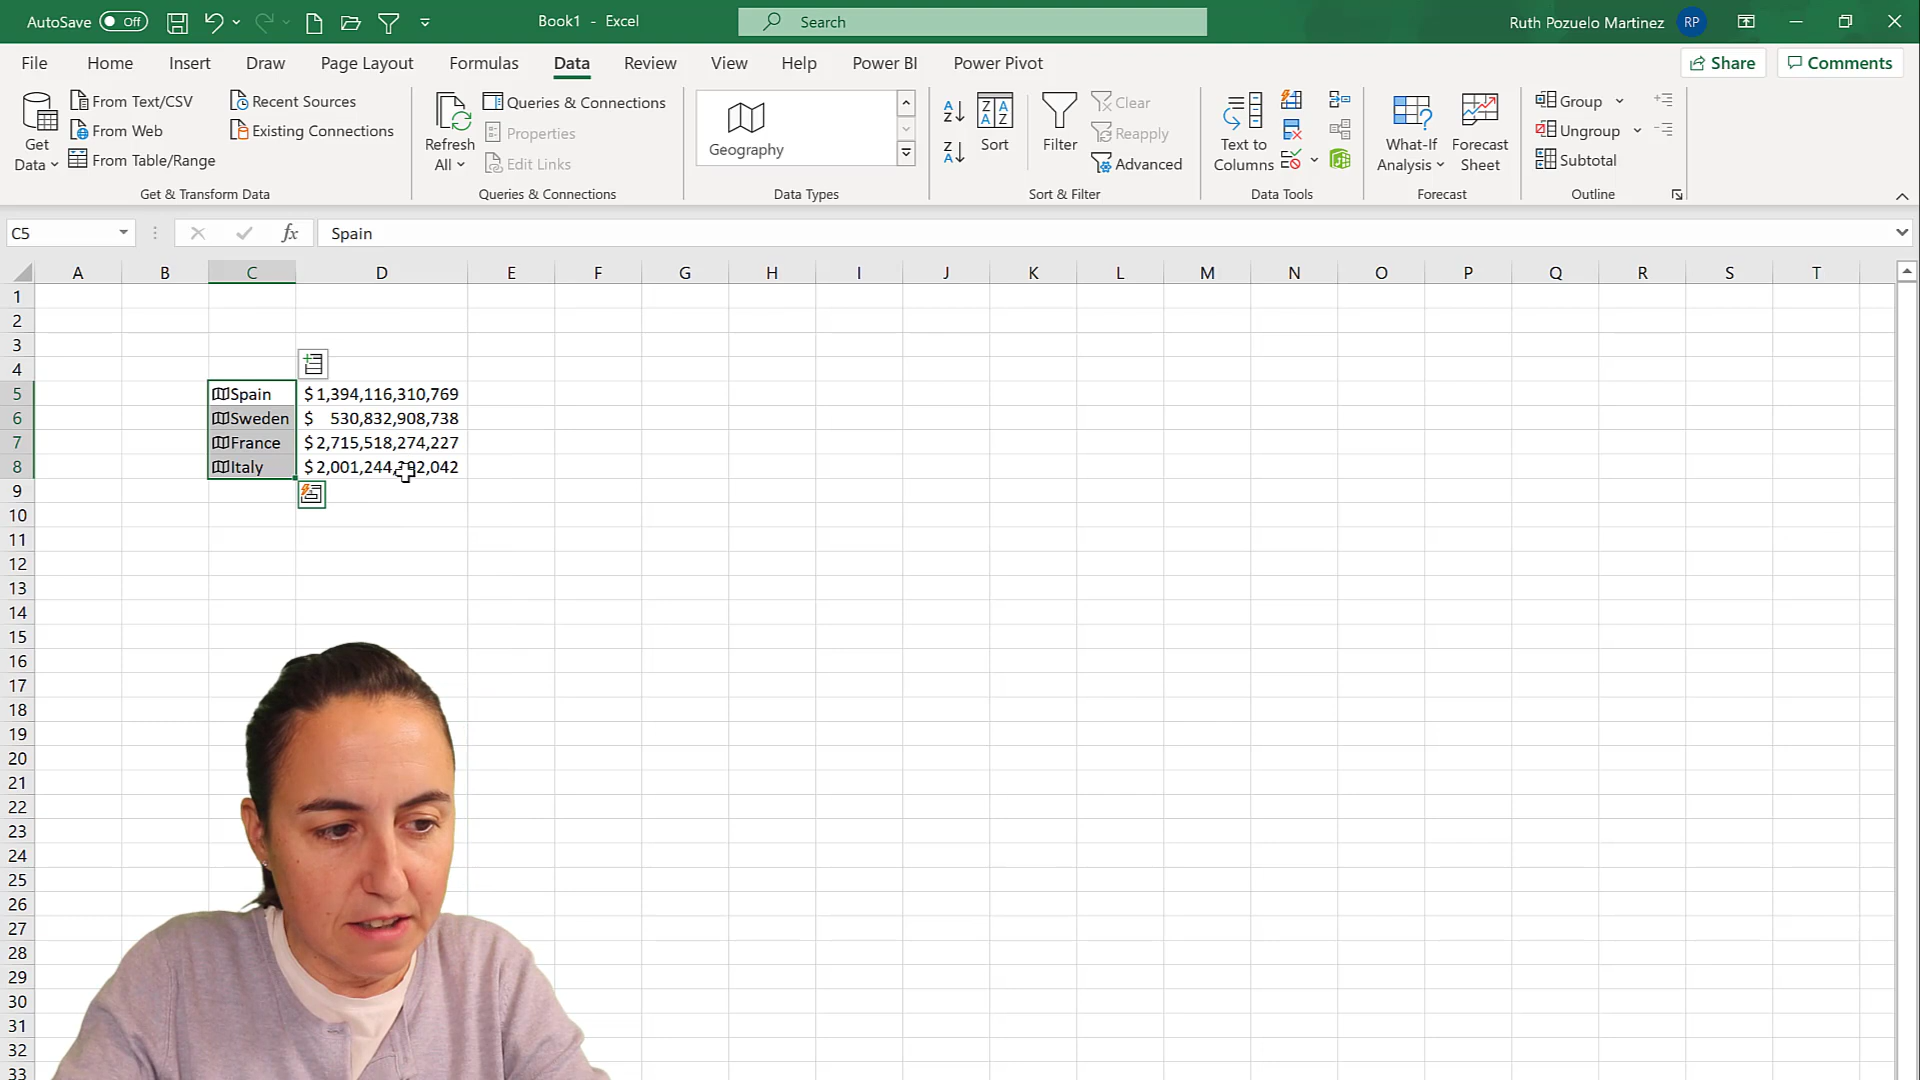 AutoSave Off Book1 - Excel Search Ruth Pozuelo Martinez RP
File Home Insert Draw Page Layout Formulas Data Review View Help Power BI Power Pivot Share Comments
Get Data
From Text/CSV
From Web
From Table/Range
Recent Sources
Existing Connections
Get & Transform Data
Refresh All
Queries & Connections
Properties
Edit Links
Queries & Connections
Geography
Data Types
Sort
Filter
Clear
Reapply
Advanced
Sort & Filter
Text to Columns
Data Tools
What-If Analysis
Forecast Sheet
Forecast
Group
Ungroup
Subtotal
Outline
C5 fx Spain
A B C D E F G H I J K L M N O P Q R S T
1
2
3
4
5 Spain $ 1,394,116,310,769
6 Sweden $ 530,832,908,738
7 France $ 2,715,518,274,227
8 Italy
9
10
11
12
13
14
15
16
17
18
19
20
21
22
23
24
25
26
27
28
29
30
31
32
33